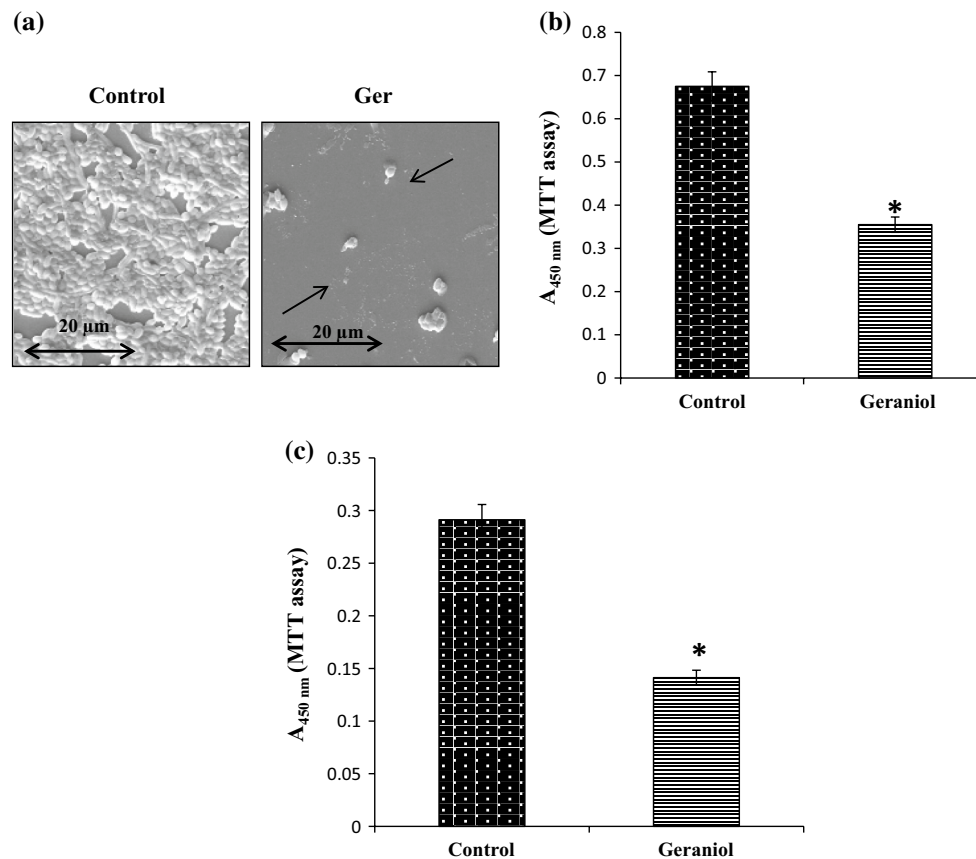 (a)
Control Ger
20 µm 20 µm
(b)
0.8
0.7
0.6
0.5
0.4
0.3
0.2
0.1
0
A450 nm (MTT assay)
*
Control Geraniol
(c)
0.35
0.3
0.25
0.2
0.15
0.1
0.05
0
A450 nm (MTT assay)
*
Control Geraniol